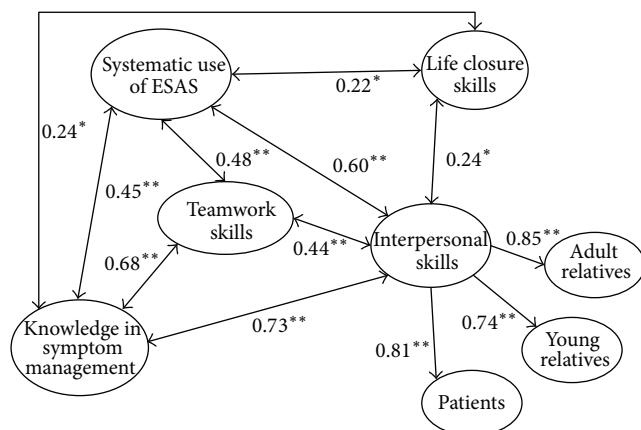 Systematic use
of ESAS
Life closure
skills
0.22*
0.24*
0.48**
0.60**
0.24*
0.45**
Teamwork
skills
0.44**
Interpersonal
skills
0.85**
Adult
relatives
0.68**
Knowledge in
symptom
management
0.73**
0.74**
Young
relatives
0.81**
Patients